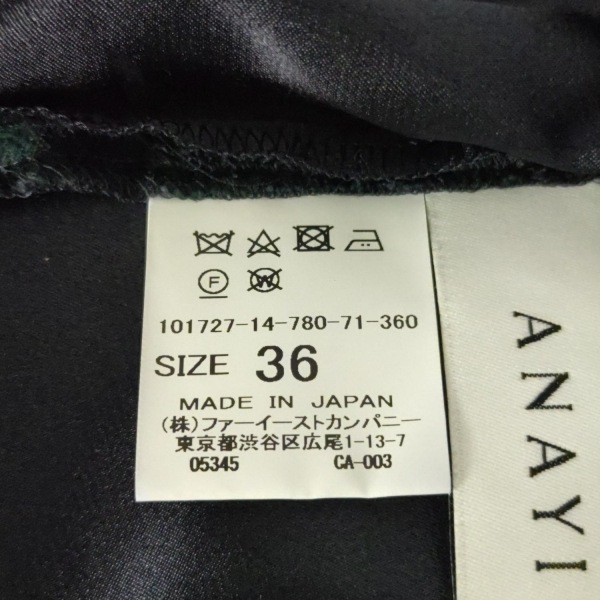 F W
101727-14-780-71-360
SIZE 36
MADE IN JAPAN
(株)ファーイーストカンパニー
東京都渋谷区広尾1-13-7
05345 CA-003
ANAYI